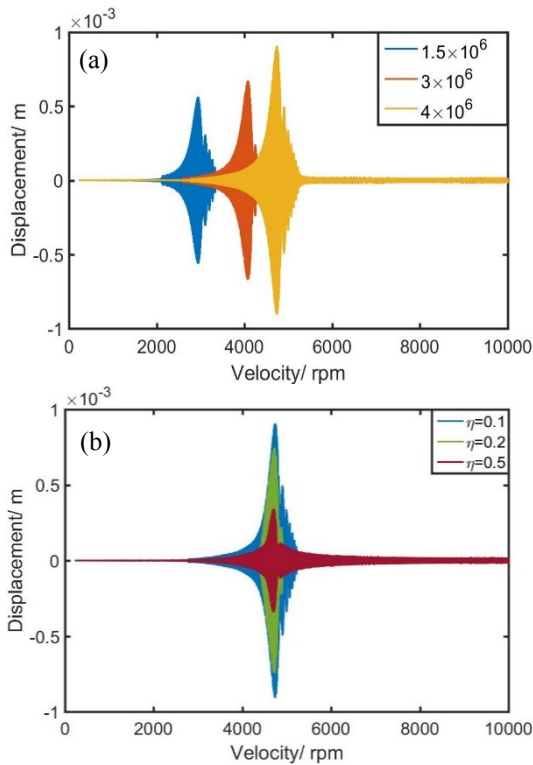 ×10⁻³
(a)
1.5×10⁶
3×10⁶
4×10⁶
1
0.5
0
-0.5
-1
Displacement/ m
0 2000 4000 6000 8000 10000
Velocity/ rpm
×10⁻³
(b)
η=0.1
η=0.2
η=0.5
1
0.5
0
-0.5
-1
Displacement/ m
0 2000 4000 6000 8000 10000
Velocity/ rpm